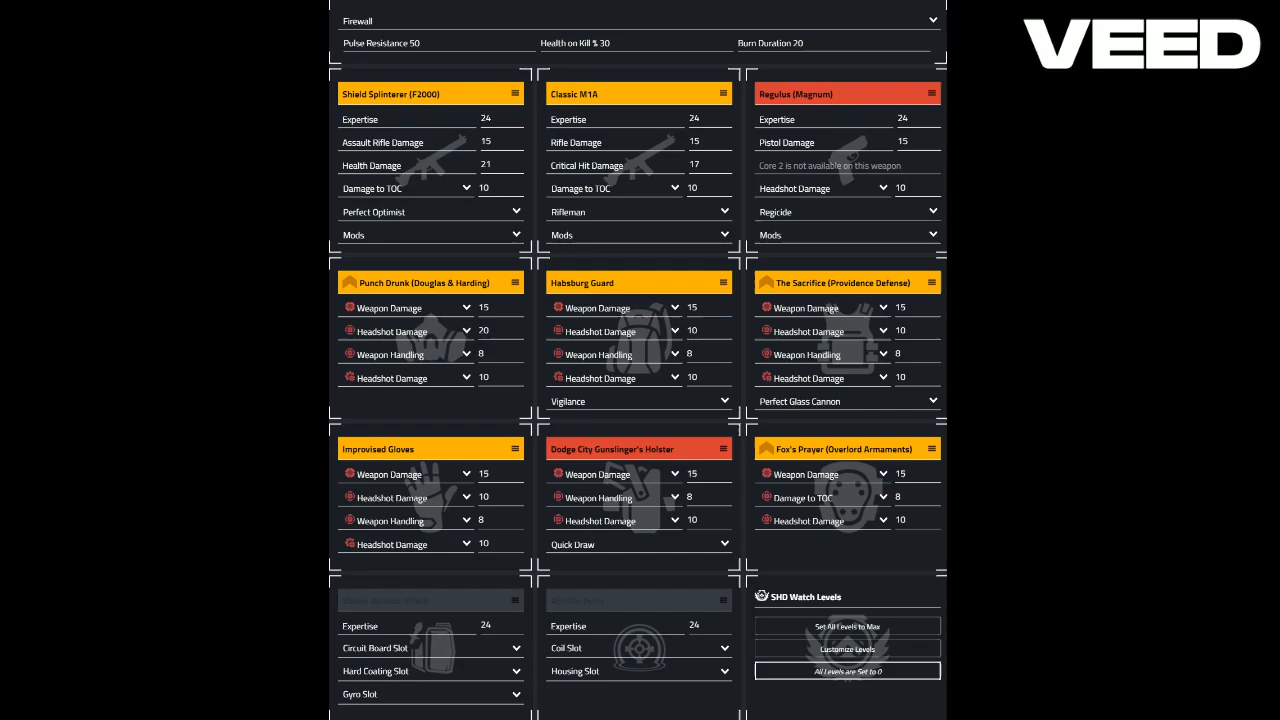 VEED
Firewall
Pulse Resistance 50 Health on Kill % 30 Burn Duration 20
Shield Splinterer (F2000) Classic M1A Regulus (Magnum)
Expertise 24 Expertise 24 Expertise 24
Assault Rifle Damage 15 Rifle Damage 15 Pistol Damage 15
Health Damage 21 Critical Hit Damage 17 Core 2 is not available on this weapon
Damage to TOC 10 Damage to TOC 10 Headshot Damage 10
Perfect Optimist Rifleman Regicide
Mods Mods Mods
Punch Drunk (Douglas & Harding) Habsburg Guard The Sacrifice (Providence Defense)
Weapon Damage 15 Weapon Damage 15 Weapon Damage 15
Headshot Damage 20 Headshot Damage 10 Headshot Damage 10
Weapon Handling 8 Weapon Handling 8 Weapon Handling 8
Headshot Damage 10 Headshot Damage 10 Headshot Damage 10
Vigilance Perfect Glass Cannon
Improvised Gloves Dodge City Gunslinger's Holster Fox's Prayer (Overlord Armaments)
Weapon Damage 15 Weapon Damage 15 Weapon Damage 15
Headshot Damage 10 Weapon Handling 8 Damage to TOC 8
Weapon Handling 8 Headshot Damage 10 Headshot Damage 10
Headshot Damage 10 Quick Draw
SHD Watch Levels
Expertise 24 Expertise 24 Set All Levels to Max
Circuit Board Slot Coil Slot Customize Levels
Hard Coating Slot Housing Slot All Levels are Set to 0
Gyro Slot